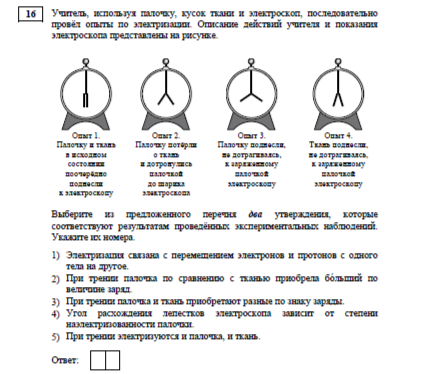 16
Учитель, используя палочку, кусок ткани и электроскоп, последовательно
провёл опыты по электризации. Описание действий учителя и показания
электроскопа представлены на рисунке.
Опыт 1.
Палочку и ткань
в исходном
состоянии
поочерёдно
поднесли
к электроскопу
Опыт 2.
Палочку потёрли
о ткань
и дотронулись
палочкой
до шарика
электроскопа
Опыт 3.
Палочку поднесли,
не дотрагиваясь,
к заряженному
палочкой
электроскопу
Опыт 4.
Ткань поднесли,
не дотрагиваясь,
к заряженному
палочкой
электроскопу
Выберите из предложенного перечня два утверждения, которые
соответствуют результатам проведённых экспериментальных наблюдений.
Укажите их номера.
1) Электризация связана с перемещением электронов и протонов с одного
тела на другое.
2) При трении палочка по сравнению с тканью приобрела бо́льший по
величине заряд.
3) При трении палочка и ткань приобретают разные по знаку заряды.
4) Угол расхождения лепестков электроскопа зависит от степени
наэлектризованности палочки.
5) При трении электризуются и палочка, и ткань.
Ответ: